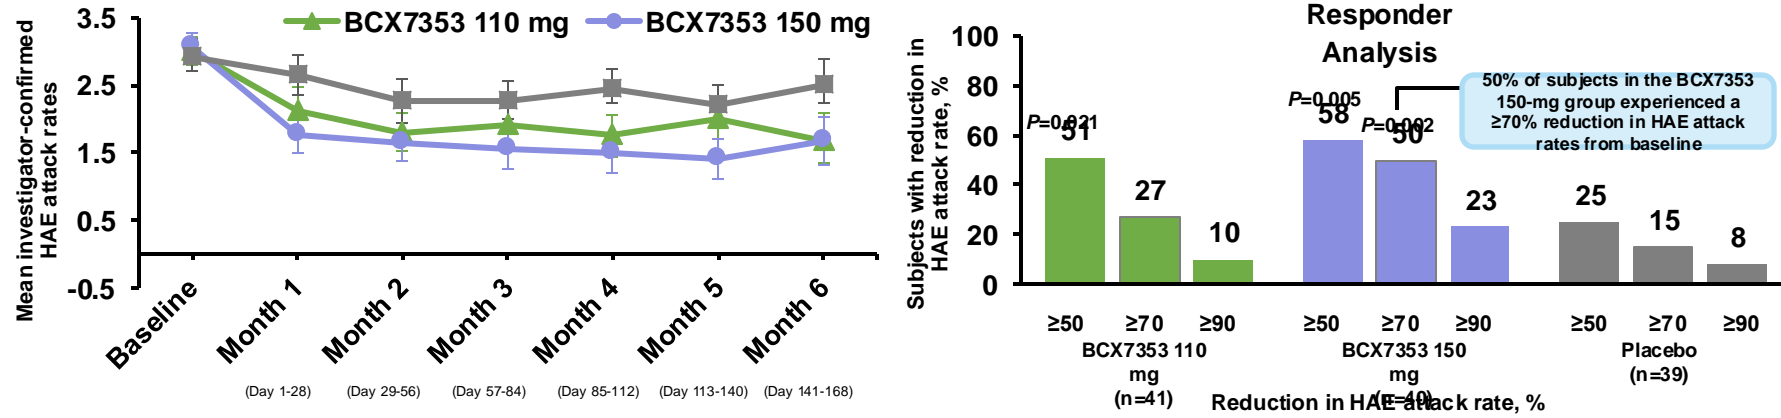 BCX7353 110 mg
BCX7353 150 mg
Mean investigator-confirmed
HAE attack rates
3.5
2.5
1.5
0.5
-0.5
Baseline
Month 1
Month 2
Month 3
Month 4
Month 5
Month 6
(Day 1-28)
(Day 29-56)
(Day 57-84)
(Day 85-112)
(Day 113-140)
(Day 141-168)
Responder
Analysis
Subjects with reduction in
HAE attack rate, %
100
80
60
40
20
0
P=0.021
51
27
10
P=0.005
58
P=0.002
50
23
25
15
8
50% of subjects in the BCX7353
150-mg group experienced a
≥70% reduction in HAE attack
rates from baseline
≥50
≥70
≥90
≥50
≥70
≥90
≥50
≥70
≥90
BCX7353 110
mg
(n=41)
BCX7353 150
mg
(n=40)
Placebo
(n=39)
Reduction in HAE attack rate, %